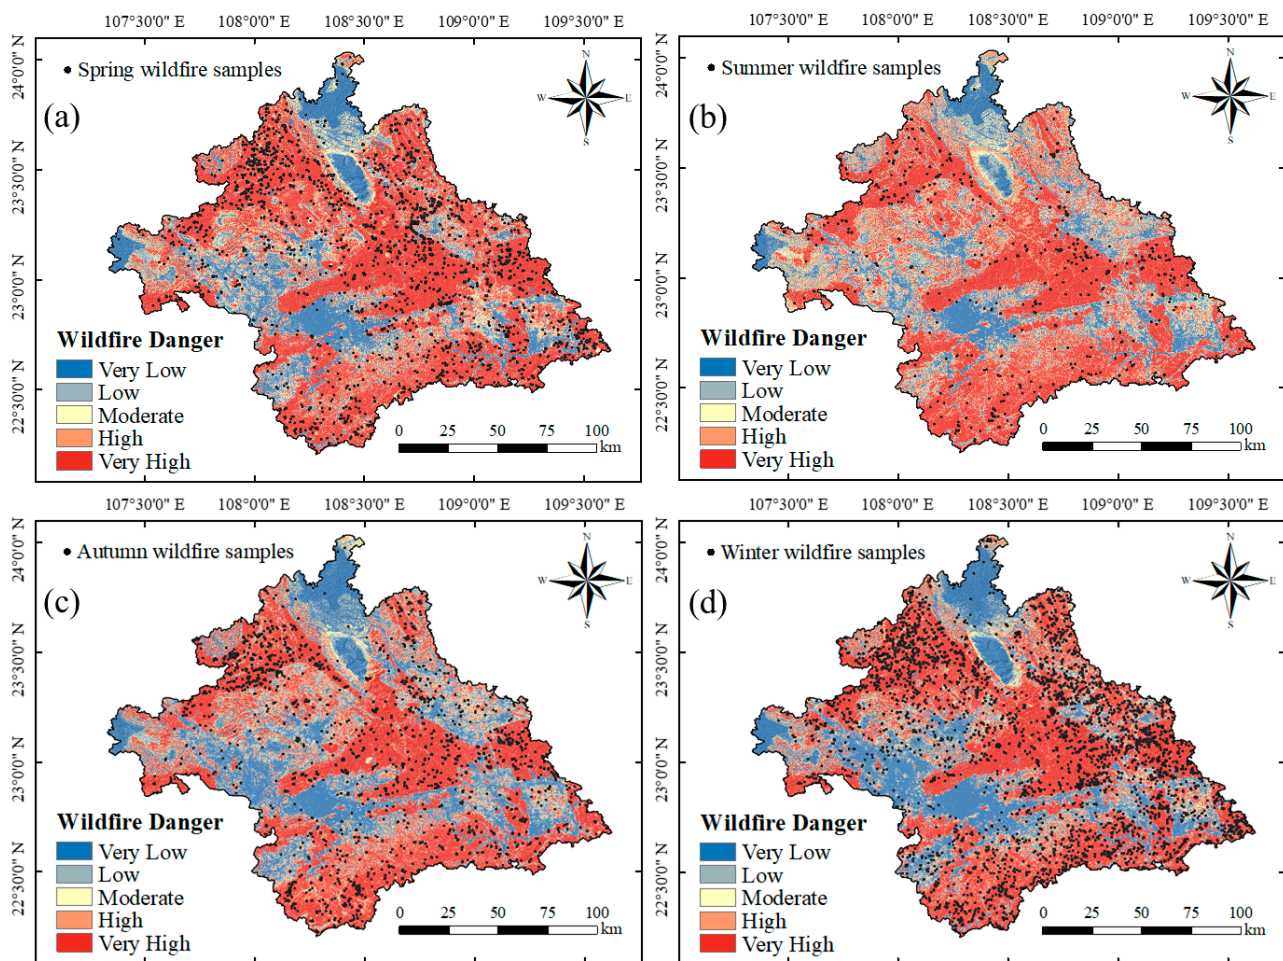 107°30'0" E 108°0'0" E 108°30'0" E 109°0'0" E 109°30'0" E
24°0'0" N
23°30'0" N
23°0'0" N
22°30'0" N
Spring wildfire samples
(a)
N
W E
S
Wildfire Danger
Very Low
Low
Moderate
High
Very High
0 25 50 75 100
km
107°30'0" E 108°0'0" E 108°30'0" E 109°0'0" E 109°30'0" E
24°0'0" N
23°30'0" N
23°0'0" N
22°30'0" N
Summer wildfire samples
(b)
N
W E
S
Wildfire Danger
Very Low
Low
Moderate
High
Very High
0 25 50 75 100
km
107°30'0" E 108°0'0" E 108°30'0" E 109°0'0" E 109°30'0" E
24°0'0" N
23°30'0" N
23°0'0" N
22°30'0" N
Autumn wildfire samples
(c)
N
W E
S
Wildfire Danger
Very Low
Low
Moderate
High
Very High
0 25 50 75 100
km
107°30'0" E 108°0'0" E 108°30'0" E 109°0'0" E 109°30'0" E
24°0'0" N
23°30'0" N
23°0'0" N
22°30'0" N
Winter wildfire samples
(d)
N
W E
S
Wildfire Danger
Very Low
Low
Moderate
High
Very High
0 25 50 75 100
km